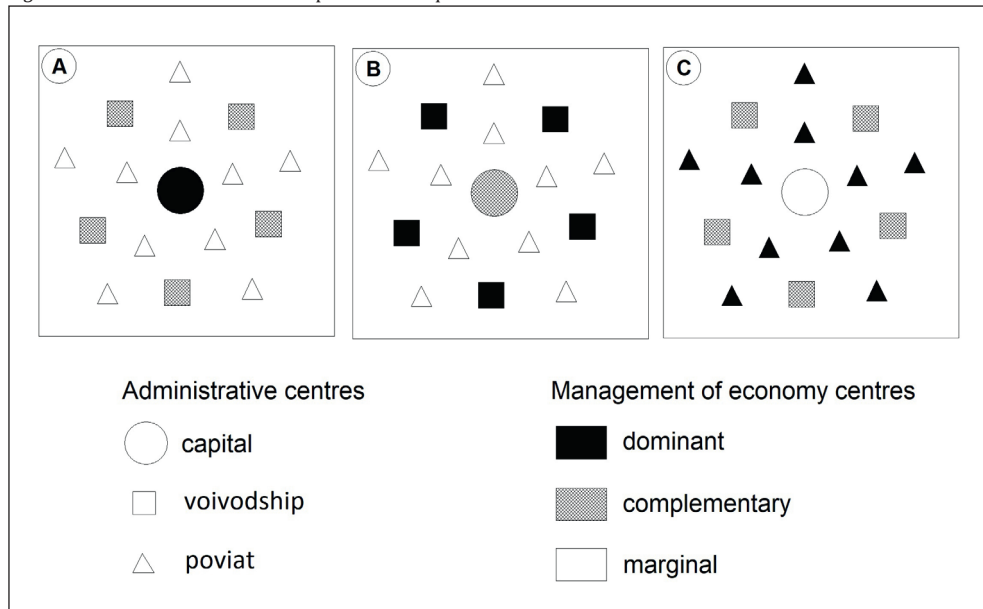 A
B
C
Administrative centres
Management of economy centres
capital
dominant
voivodship
complementary
poviat
marginal